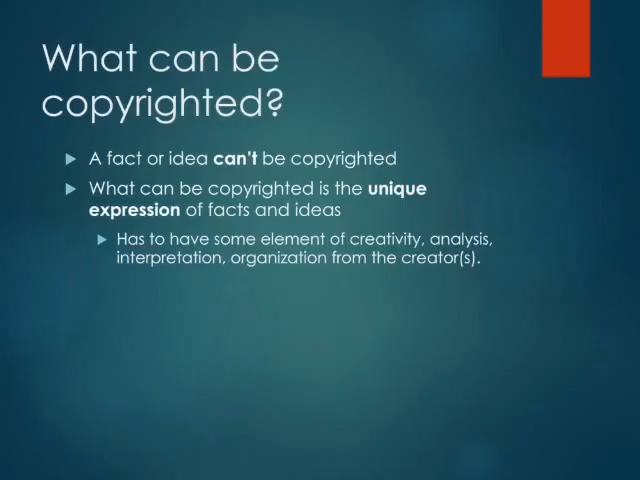 What can be
copyrighted?
A fact or idea can't be copyrighted
What can be copyrighted is the unique
expression of facts and ideas
Has to have some element of creativity, analysis,
interpretation, organization from the creator(s).